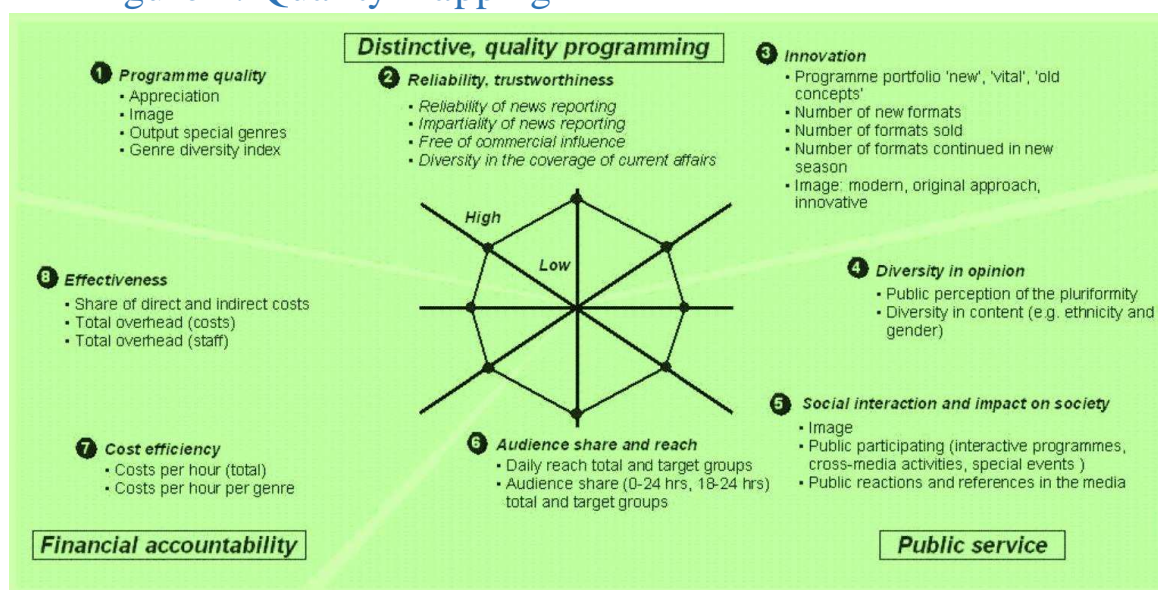 Distinctive, quality programming
1 Programme quality
▪ Appreciation
▪ Image
▪ Output special genres
▪ Genre diversity index
2 Reliability, trustworthiness
▪ Reliability of news reporting
▪ Impartiality of news reporting
▪ Free of commercial influence
▪ Diversity in the coverage of current affairs
3 Innovation
▪ Programme portfolio 'new', 'vital', 'old
concepts'
▪ Number of new formats
▪ Number of formats sold
▪ Number of formats continued in new
season
▪ Image: modern, original approach,
innovative
High
Low
8 Effectiveness
▪ Share of direct and indirect costs
▪ Total overhead (costs)
▪ Total overhead (staff)
4 Diversity in opinion
▪ Public perception of the pluriformity
▪ Diversity in content (e.g. ethnicity and
gender)
7 Cost efficiency
▪ Costs per hour (total)
▪ Costs per hour per genre
6 Audience share and reach
▪ Daily reach total and target groups
▪ Audience share (0-24 hrs, 18-24 hrs)
total and target groups
5 Social interaction and impact on society
▪ Image
▪ Public participating (interactive programmes,
cross-media activities, special events )
▪ Public reactions and references in the media
Financial accountability
Public service